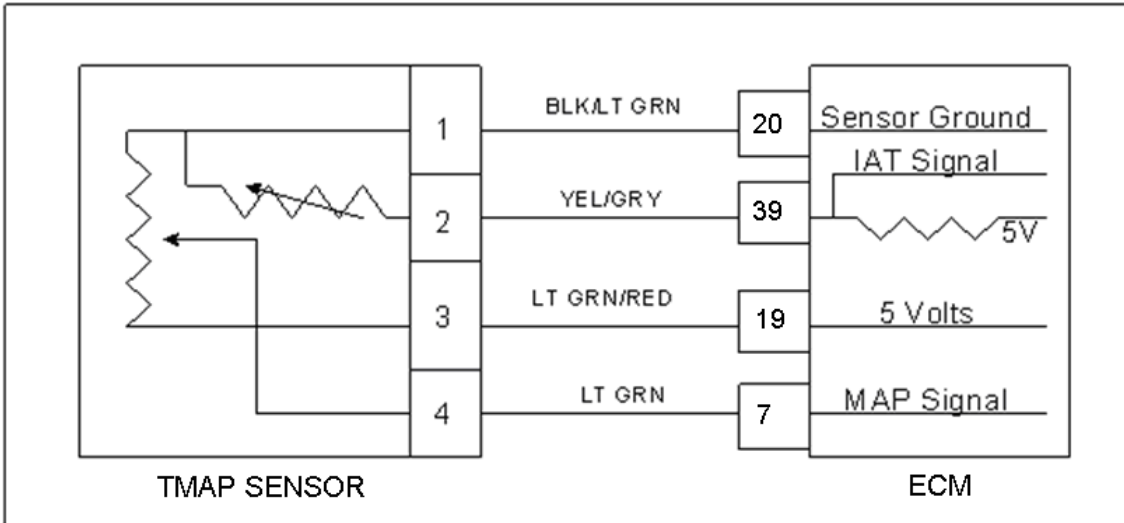 1 BLK/LT GRN 20 Sensor Ground
IAT Signal
2 YEL/GRY 39 5V
3 LT GRN/RED 19 5 Volts
4 LT GRN 7 MAP Signal
TMAP SENSOR ECM